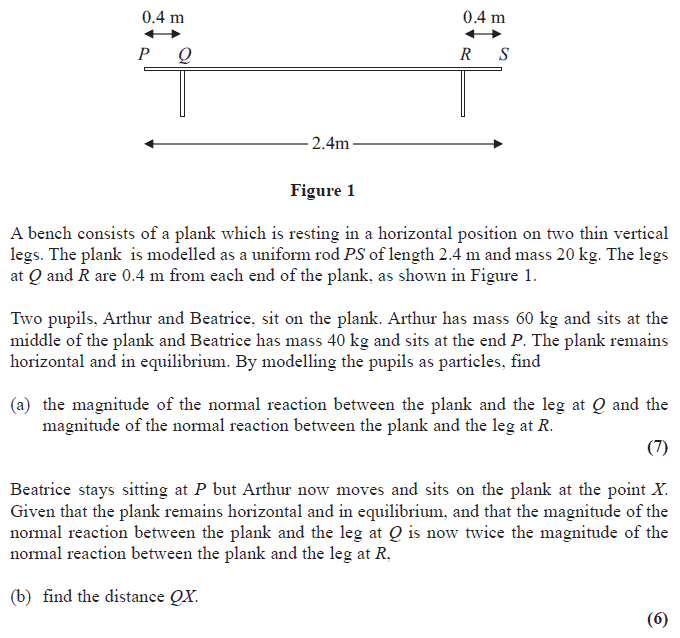 0.4 m 0.4 m
P Q R S
2.4m
Figure 1
A bench consists of a plank which is resting in a horizontal position on two thin vertical
legs. The plank is modelled as a uniform rod PS of length 2.4 m and mass 20 kg. The legs
at Q and R are 0.4 m from each end of the plank, as shown in Figure 1.
Two pupils, Arthur and Beatrice, sit on the plank. Arthur has mass 60 kg and sits at the
middle of the plank and Beatrice has mass 40 kg and sits at the end P. The plank remains
horizontal and in equilibrium. By modelling the pupils as particles, find
(a) the magnitude of the normal reaction between the plank and the leg at Q and the
magnitude of the normal reaction between the plank and the leg at R.
(7)
Beatrice stays sitting at P but Arthur now moves and sits on the plank at the point X.
Given that the plank remains horizontal and in equilibrium, and that the magnitude of the
normal reaction between the plank and the leg at Q is now twice the magnitude of the
normal reaction between the plank and the leg at R,
(b) find the distance QX.
(6)